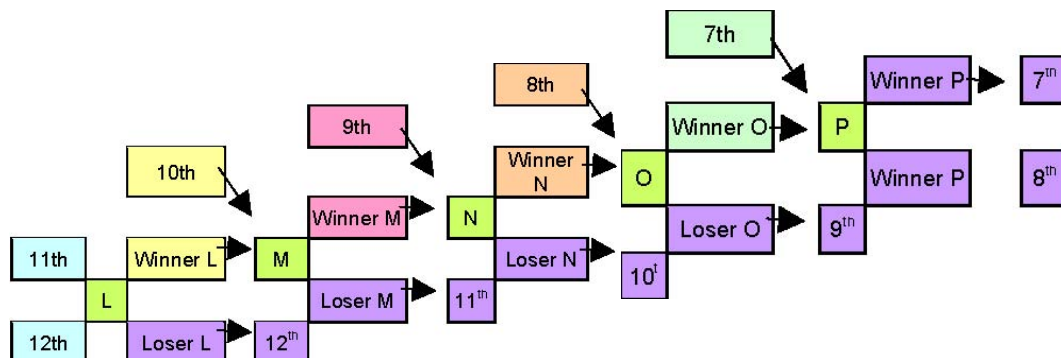 7th
Winner P
7th
8th
Winner O
P
9th
Winner N
O
Winner P
8th
10th
Winner M
N
Loser O
9th
11th
Winner L
M
Loser N
10t
L
Loser M
11th
12th
Loser L
12th